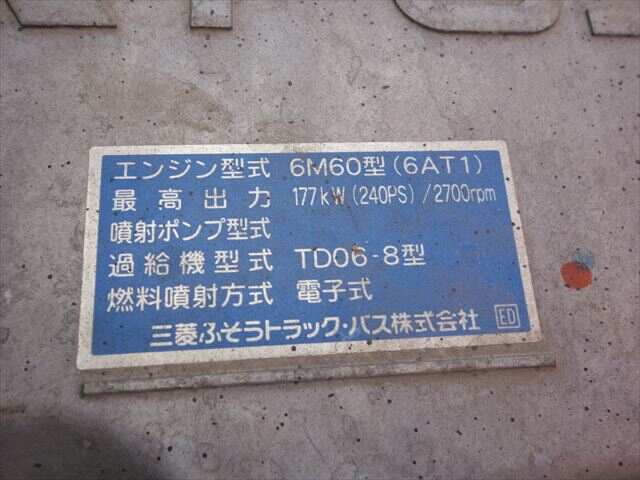 エンジン型式 6M60型(6AT1)
最高出力 177kW(240PS)/2700rpm
噴射ポンプ型式
過給機型式 TD06-8型
燃料噴射方式 電子式
三菱ふそうトラック・バス株式会社 ED